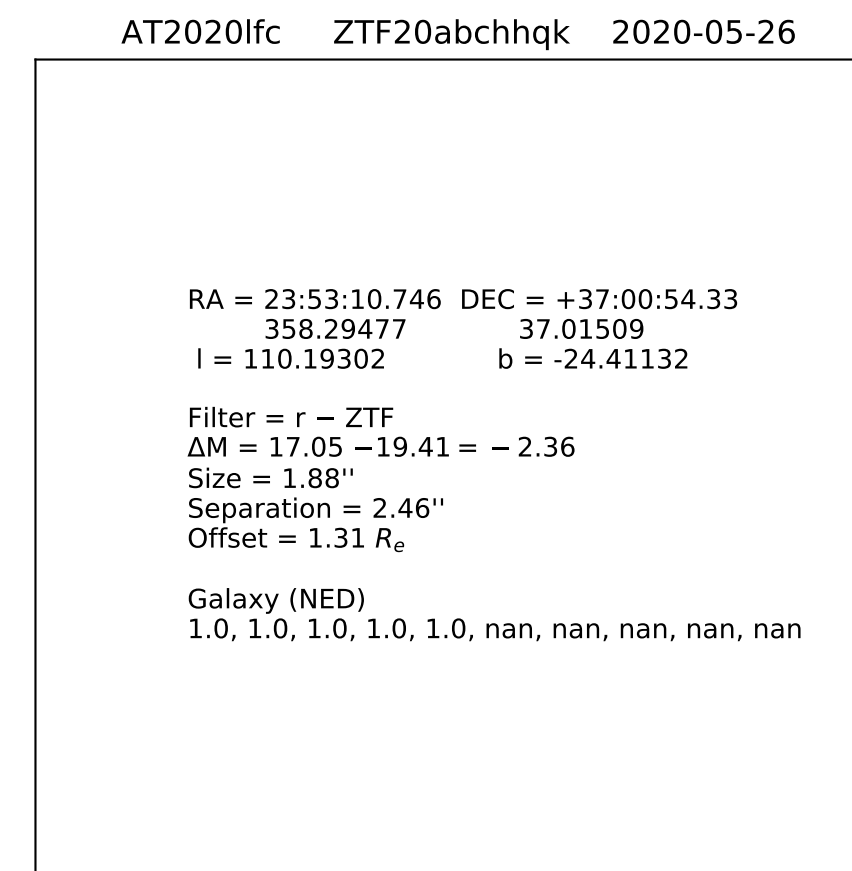 AT2020lfc ZTF20abchhqk 2020-05-26
RA = 23:53:10.746 DEC = +37:00:54.33
358.29477 37.01509
l = 110.19302 b = -24.41132
Filter = r − ZTF
ΔM = 17.05 −19.41 = − 2.36
Size = 1.88''
Separation = 2.46''
Offset = 1.31 Re
Galaxy (NED)
1.0, 1.0, 1.0, 1.0, 1.0, nan, nan, nan, nan, nan